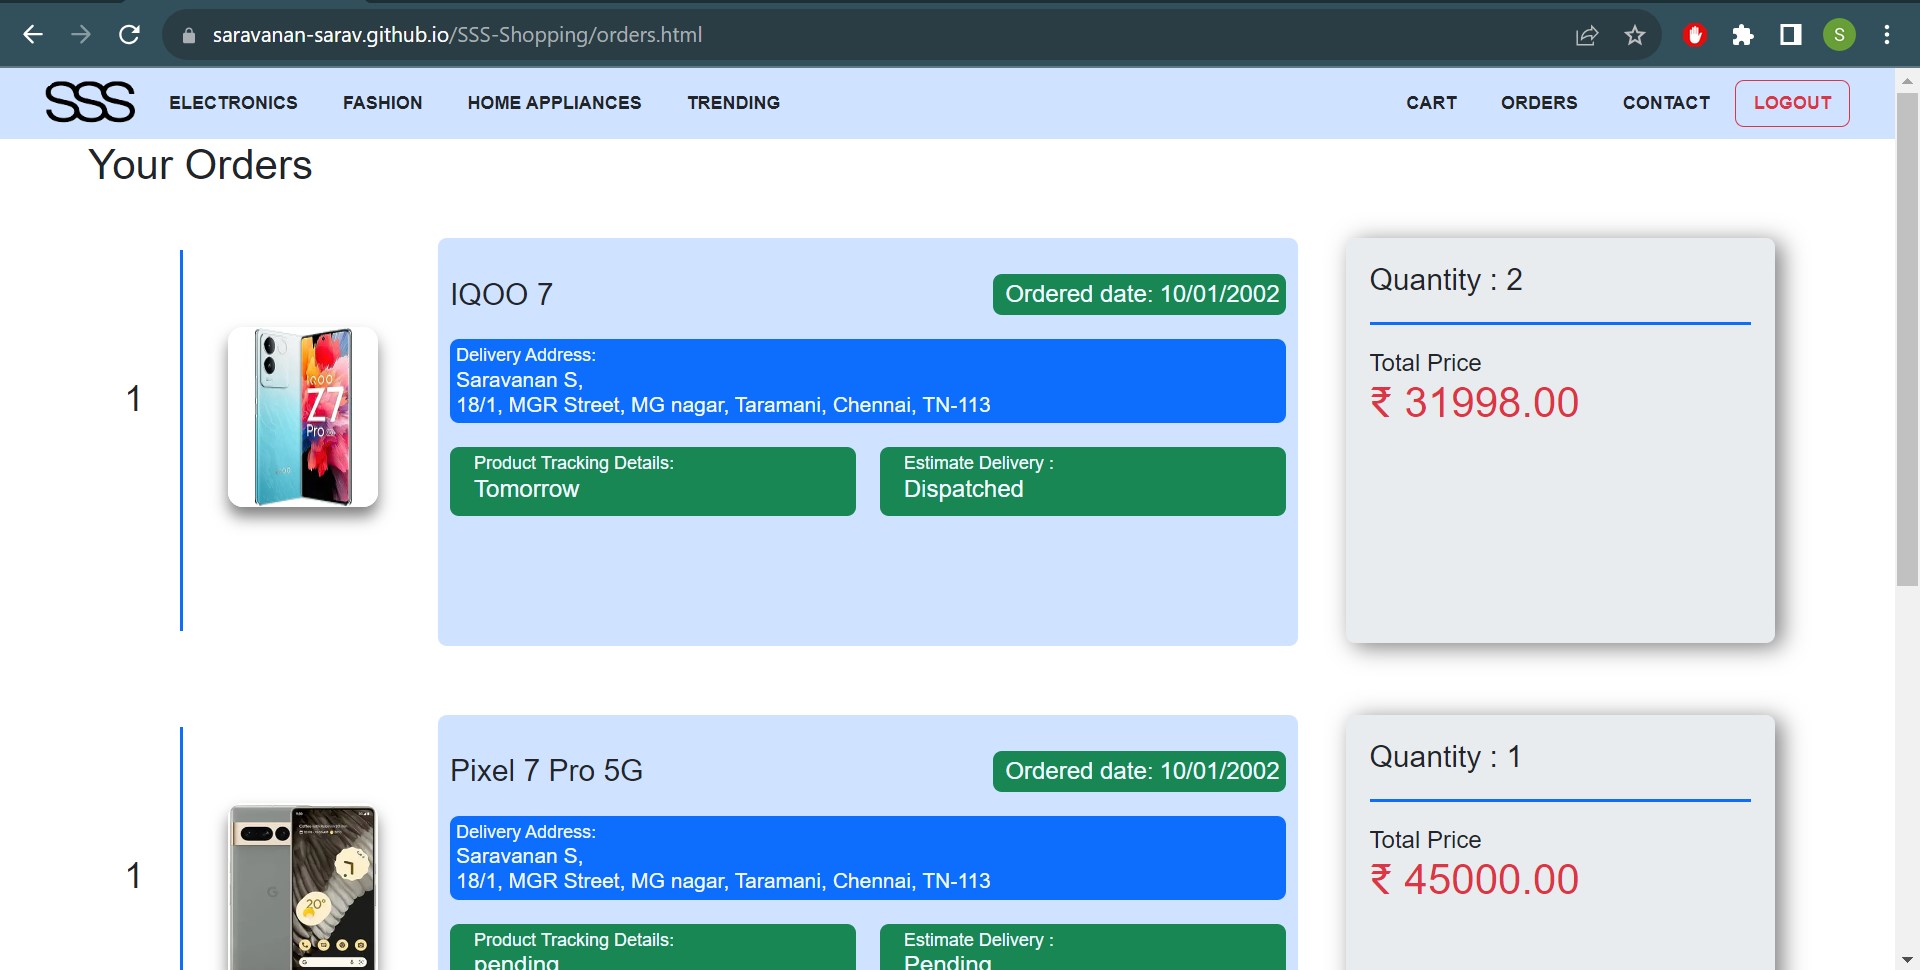 saravanan-sarav.github.io/SSS-Shopping/orders.html
S
SSS ELECTRONICS FASHION HOME APPLIANCES TRENDING CART ORDERS CONTACT LOGOUT
Your Orders
1
IQOO
Z7
Pro 5G
IQOO 7
Ordered date: 10/01/2002
Delivery Address:
Saravanan S,
18/1, MGR Street, MG nagar, Taramani, Chennai, TN-113
Product Tracking Details:
Tomorrow
Estimate Delivery :
Dispatched
Quantity : 2
Total Price
₹ 31998.00
1
G
20°
G
Pixel 7 Pro 5G
Ordered date: 10/01/2002
Delivery Address:
Saravanan S,
18/1, MGR Street, MG nagar, Taramani, Chennai, TN-113
Product Tracking Details:
pending
Estimate Delivery :
Pending
Quantity : 1
Total Price
₹ 45000.00